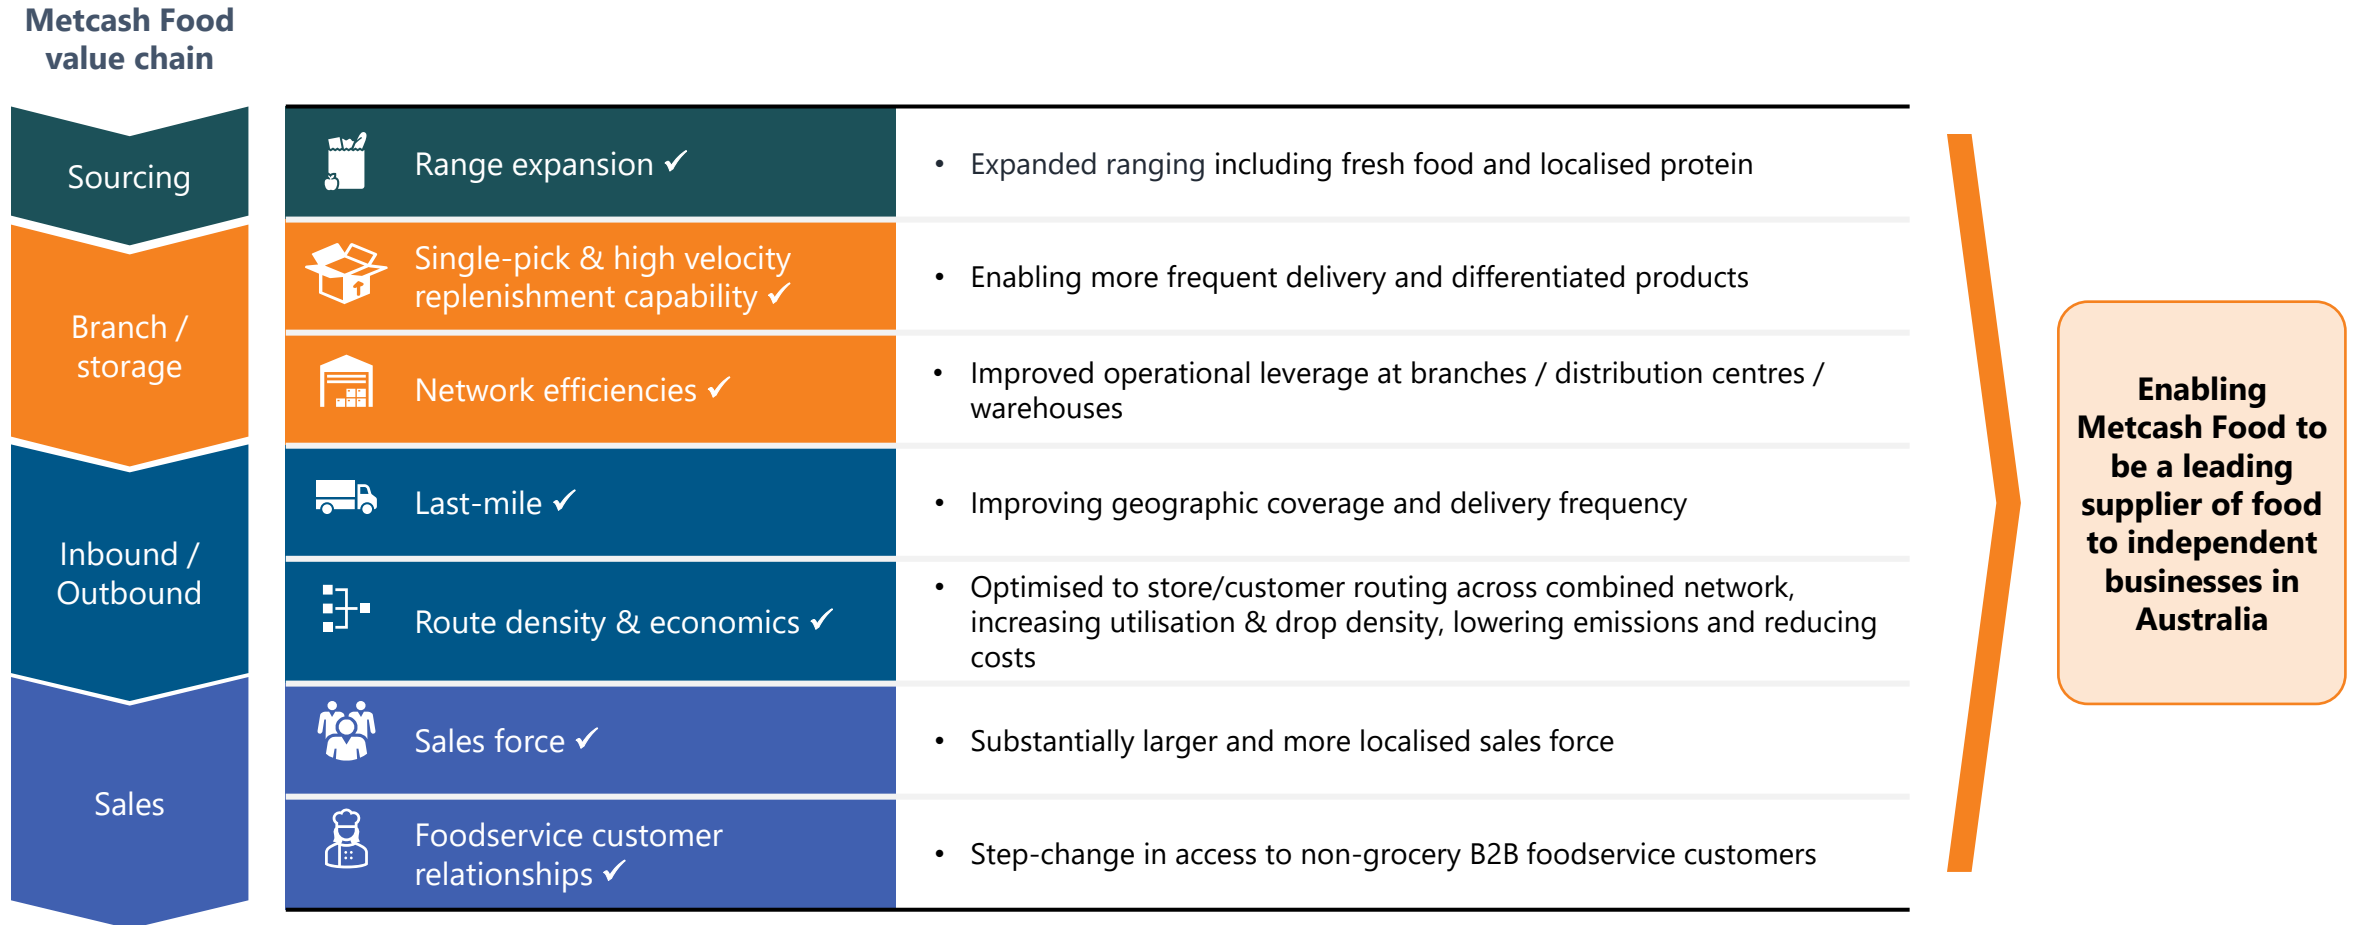 Metcash Food
value chain
Sourcing
Range expansion ✓
• Expanded ranging including fresh food and localised protein
Branch /
storage
Single-pick & high velocity
replenishment capability ✓
• Enabling more frequent delivery and differentiated products
Network efficiencies ✓
• Improved operational leverage at branches / distribution centres /
warehouses
Inbound /
Outbound
Last-mile ✓
• Improving geographic coverage and delivery frequency
Route density & economics ✓
• Optimised to store/customer routing across combined network,
increasing utilisation & drop density, lowering emissions and reducing
costs
Sales
Sales force ✓
• Substantially larger and more localised sales force
Foodservice customer
relationships ✓
• Step-change in access to non-grocery B2B foodservice customers
Enabling
Metcash Food to
be a leading
supplier of food
to independent
businesses in
Australia